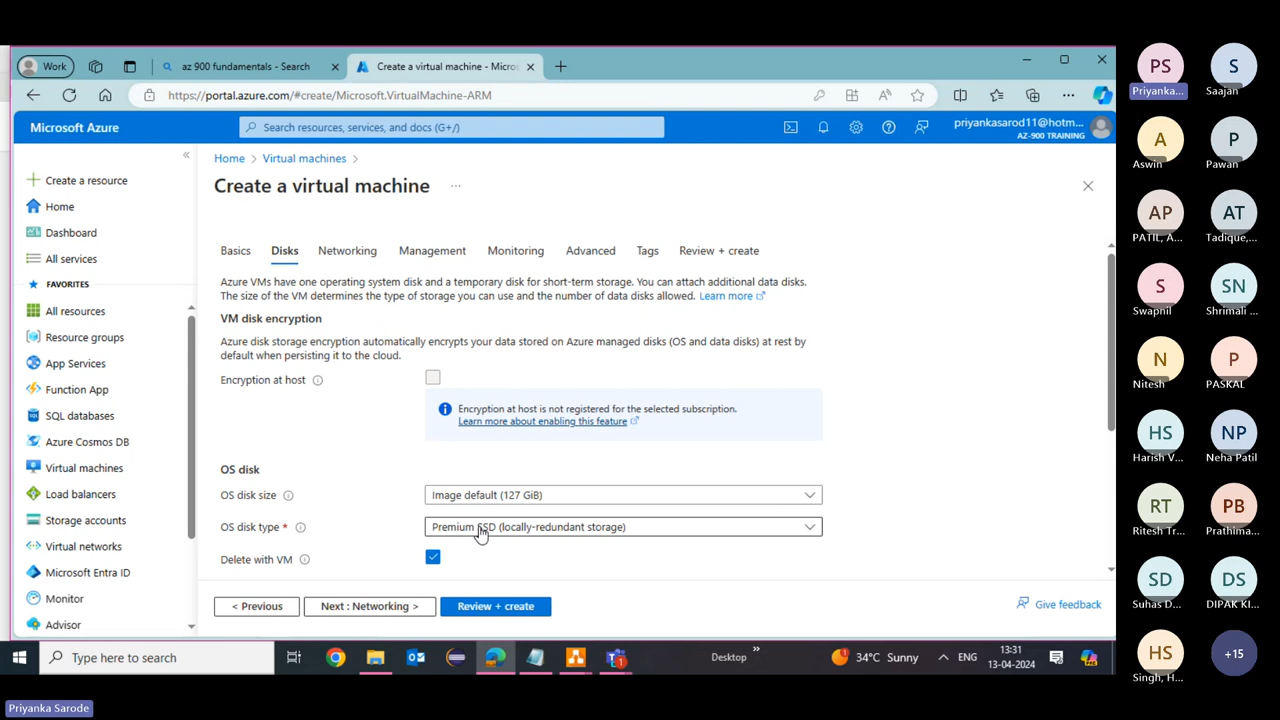 Work
az 900 fundamentals - Search
Create a virtual machine - Micros
https://portal.azure.com/#create/Microsoft.VirtualMachine-ARM
Microsoft Azure
Search resources, services, and docs (G+/)
priyankasarod11@hotm...
AZ-900 TRAINING
Create a resource
Home
Dashboard
All services
FAVORITES
All resources
Resource groups
App Services
Function App
SQL databases
Azure Cosmos DB
Virtual machines
Load balancers
Storage accounts
Virtual networks
Microsoft Entra ID
Monitor
Advisor
Home > Virtual machines >
Create a virtual machine ...
Basics Disks Networking Management Monitoring Advanced Tags Review + create
Azure VMs have one operating system disk and a temporary disk for short-term storage. You can attach additional data disks.
The size of the VM determines the type of storage you can use and the number of data disks allowed. Learn more
VM disk encryption
Azure disk storage encryption automatically encrypts your data stored on Azure managed disks (OS and data disks) at rest by
default when persisting it to the cloud.
Encryption at host
Encryption at host is not registered for the selected subscription.
Learn more about enabling this feature
OS disk
OS disk size
Image default (127 GiB)
OS disk type *
Premium SSD (locally-redundant storage)
Delete with VM
< Previous
Next : Networking >
Review + create
Give feedback
Type here to search
1
Desktop
1
34°C Sunny
ENG
13:31
13-04-2024
PS
Priyanka...
S
Saajan
A
Aswin
P
Pawan
AP
PATIL, A...
AT
Tadique,...
S
Swapnil
SN
Shrimali ...
N
Nitesh
P
PASKAL
HS
Harish V...
NP
Neha Patil
RT
Ritesh Tr...
PB
Prathima...
SD
Suhas D...
DS
DIPAK KI...
HS
Singh, H...
+15
Priyanka Sarode